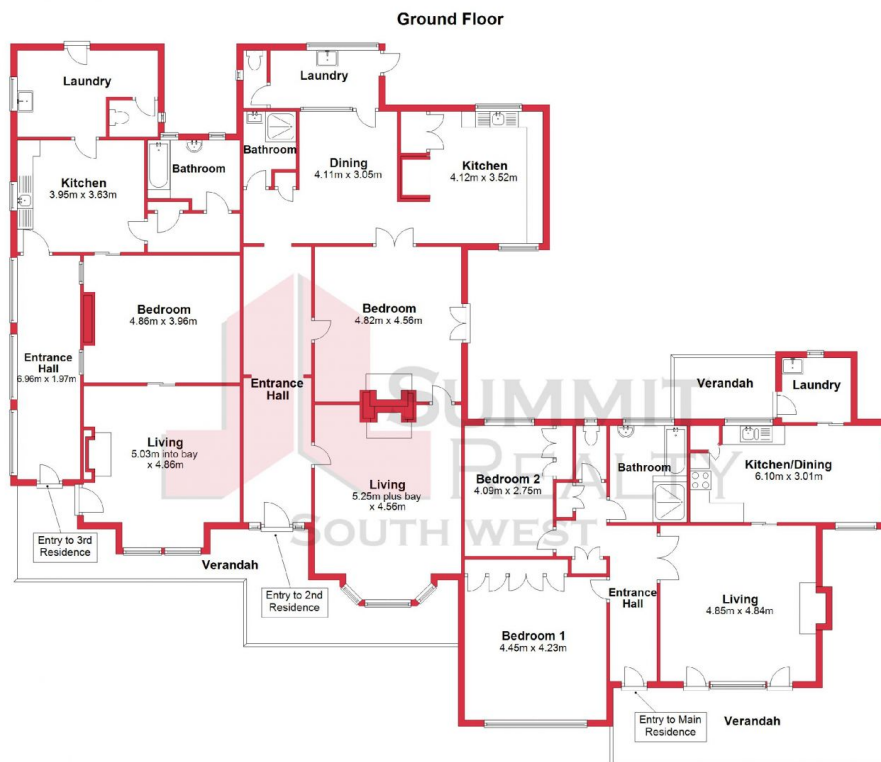 Ground Floor
Laundry
Kitchen
3.95m x 3.63m
Bathroom
Bedroom
4.86m x 3.96m
Entrance
Hall
6.96m x 1.97m
Living
5.03m into bay
x 4.86m
Entry to 3rd
Residence
Laundry
Bathroom
Dining
4.11m x 3.05m
Kitchen
4.12m x 3.52m
Bedroom
4.82m x 4.56m
Entrance
Hall
Living
5.25m plus bay
x 4.56m
Verandah
Entry to 2nd
Residence
SUMMIT
REALTY
SOUTH WEST
Verandah
Laundry
Bedroom 2
4.09m x 2.75m
Bathroom
Kitchen/Dining
6.10m x 3.01m
Bedroom 1
4.45m x 4.23m
Entrance
Hall
Living
4.85m x 4.84m
Entry to Main
Residence
Verandah